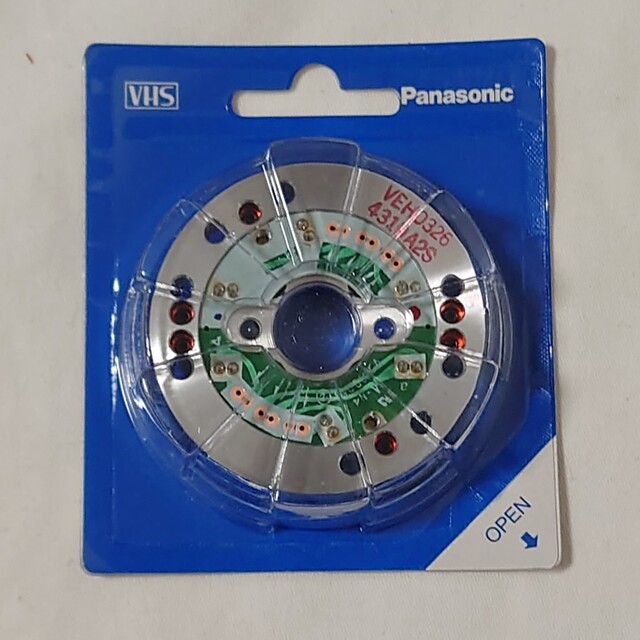 VHS
Panasonic
VEH0326
OPEN